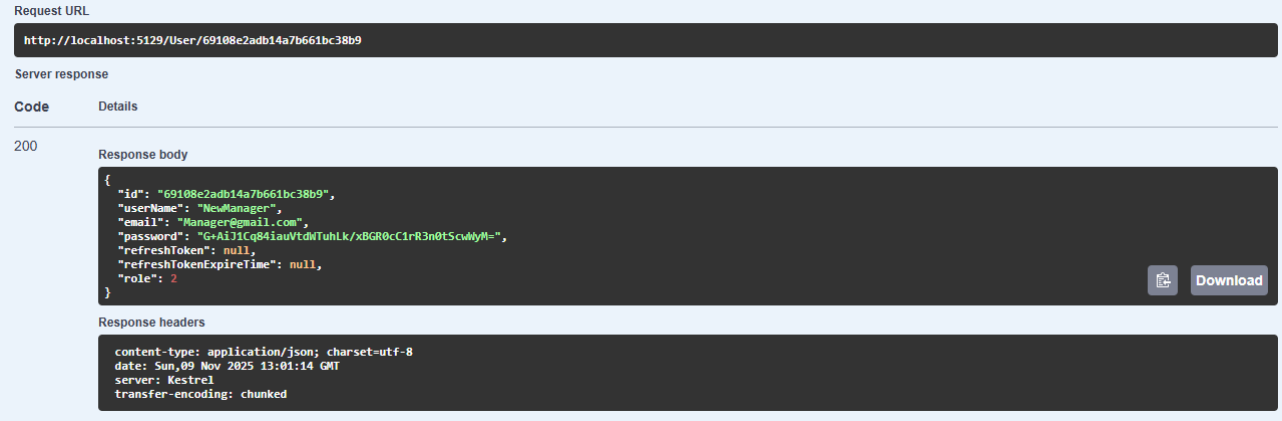 Request URL
http://localhost:5129/User/69108e2adb14a7b661bc38b9
Server response
Code Details
200
Response body
{
"id": "69108e2adb14a7b661bc38b9",
"userName": "NewManager",
"email": "Manager@gmail.com",
"password": "G+AiJ1Cq84iauVtdWTuhLk/xBGR0cC1rR3n0tScwWyM=",
"refreshToken": null,
"refreshTokenExpireTime": null,
"role": 2
}
Download
Response headers
content-type: application/json; charset=utf-8
date: Sun,09 Nov 2025 13:01:14 GMT
server: Kestrel
transfer-encoding: chunked